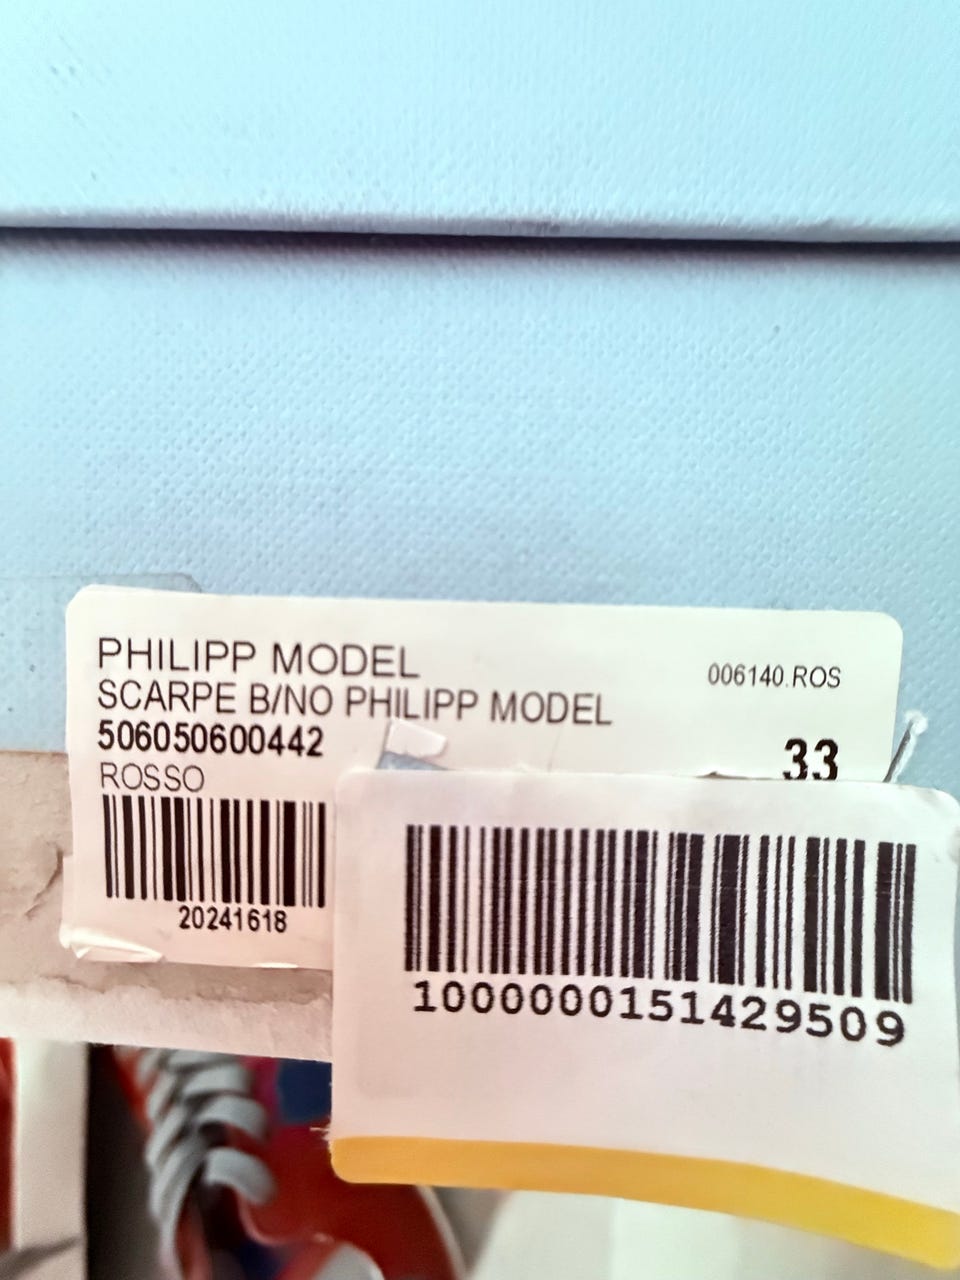 PHILIPP MODEL
006140.ROS
SCARPE B/NO PHILIPP MODEL
506050600442
33
ROSSO
20241618
1000000151429509